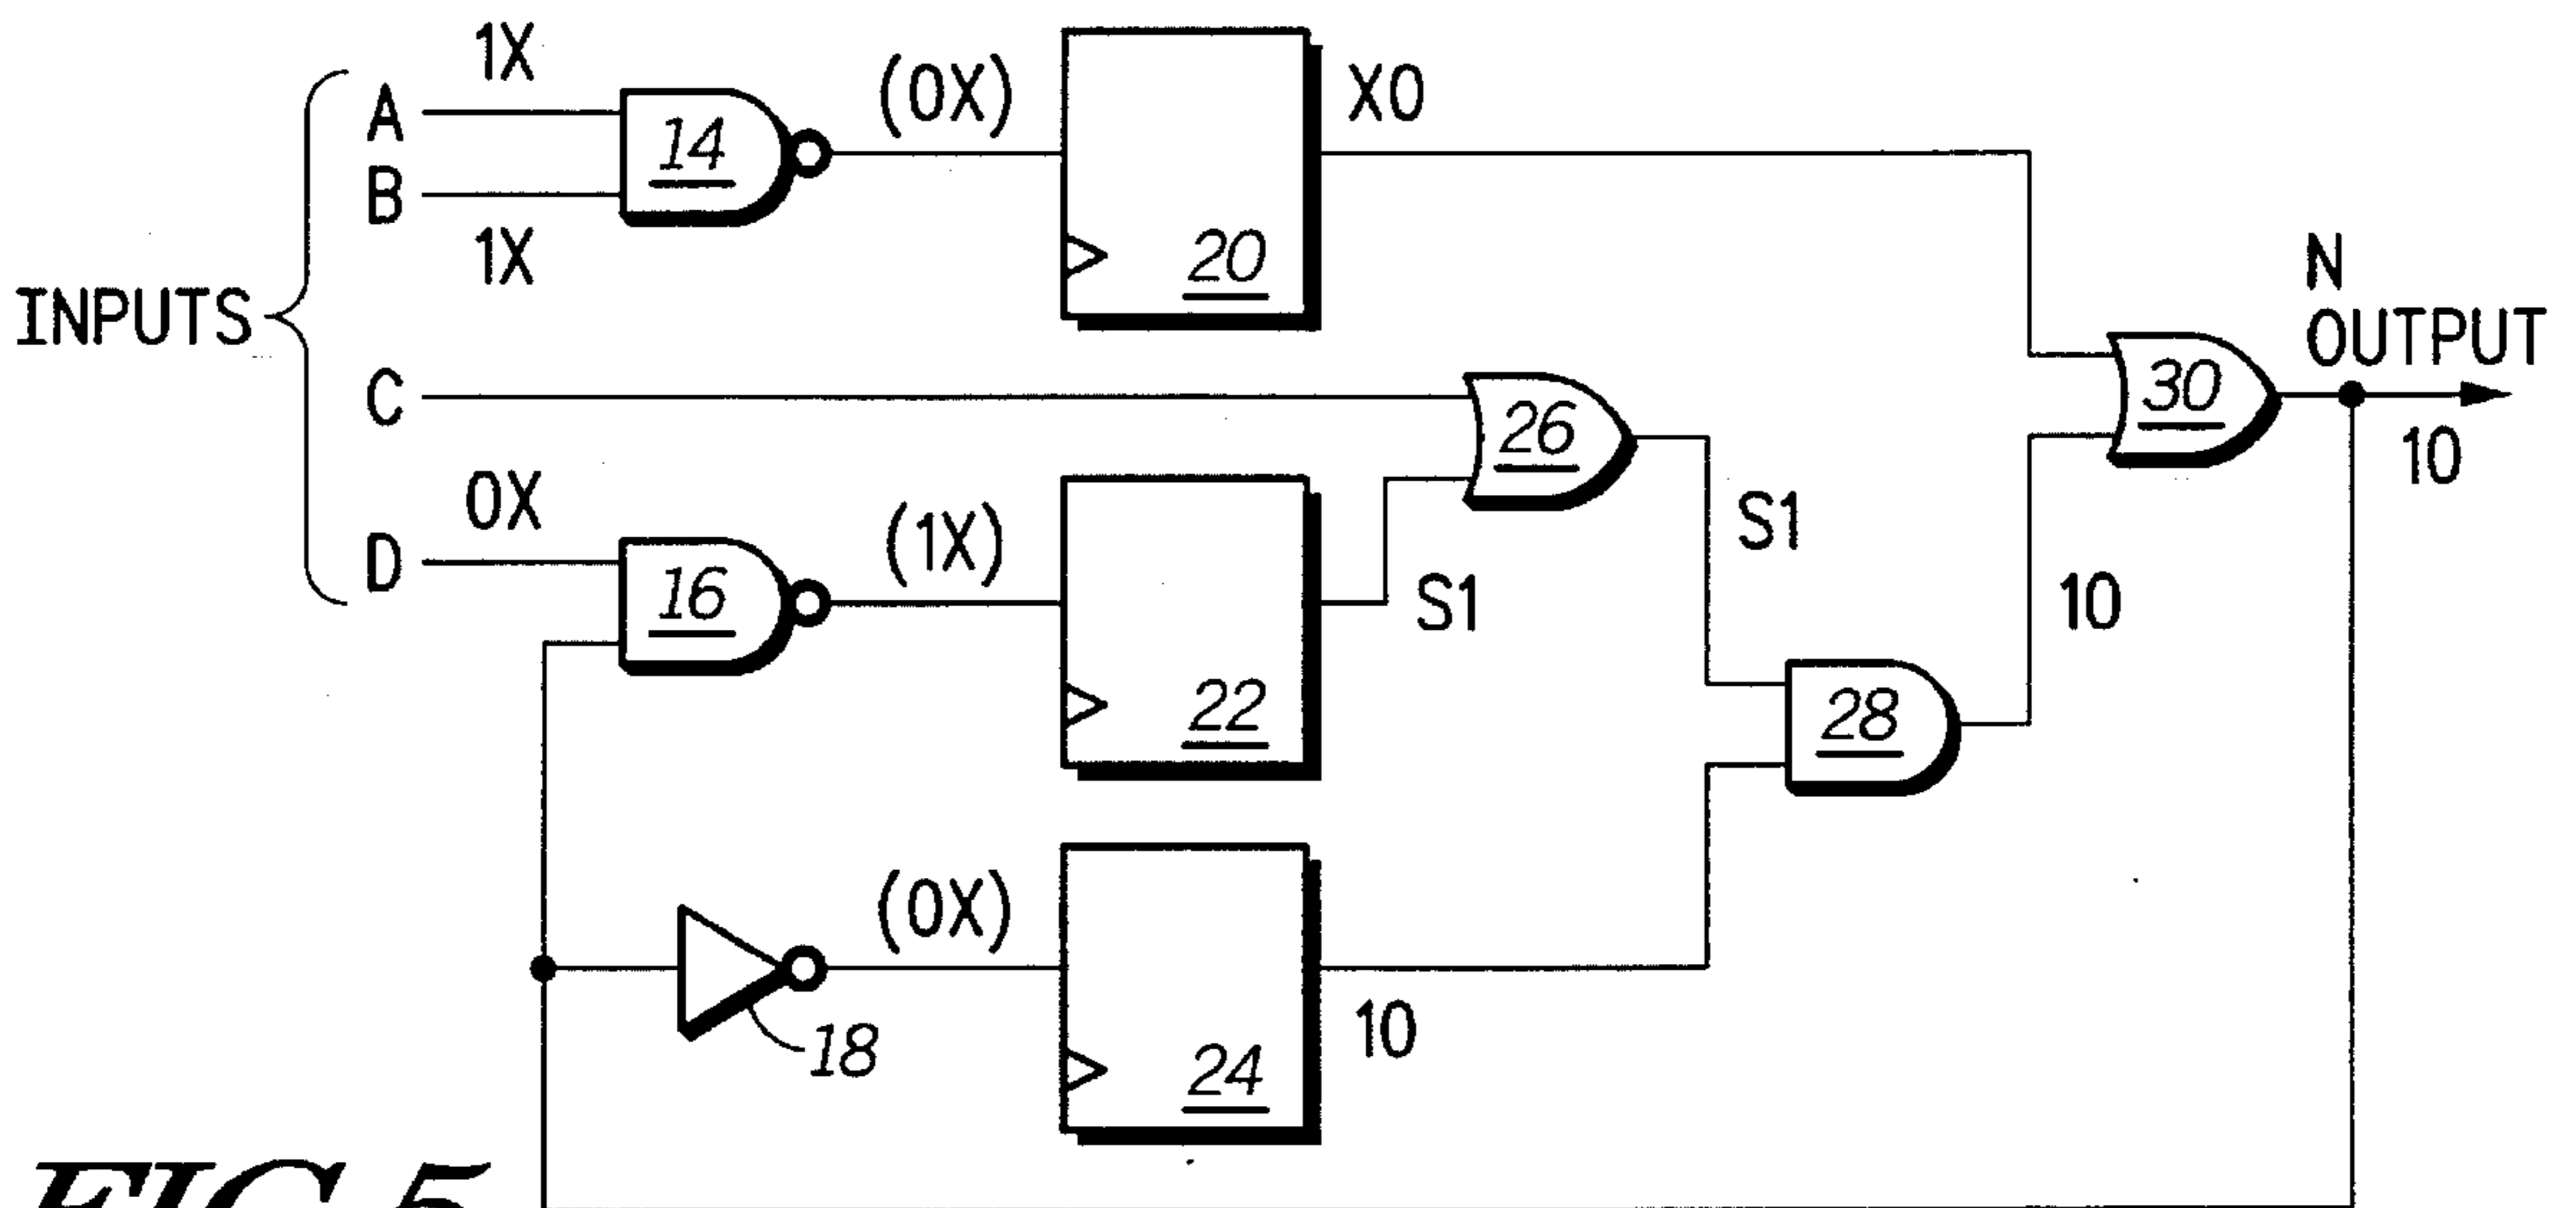 1X
(0X)
X0
A
14
B
1X
20
INPUTS
N
OUTPUT
C
30
26
10
0X
(1X)
S1
D
16
S1
10
22
28
(0X)
18
10
24
FIG.5